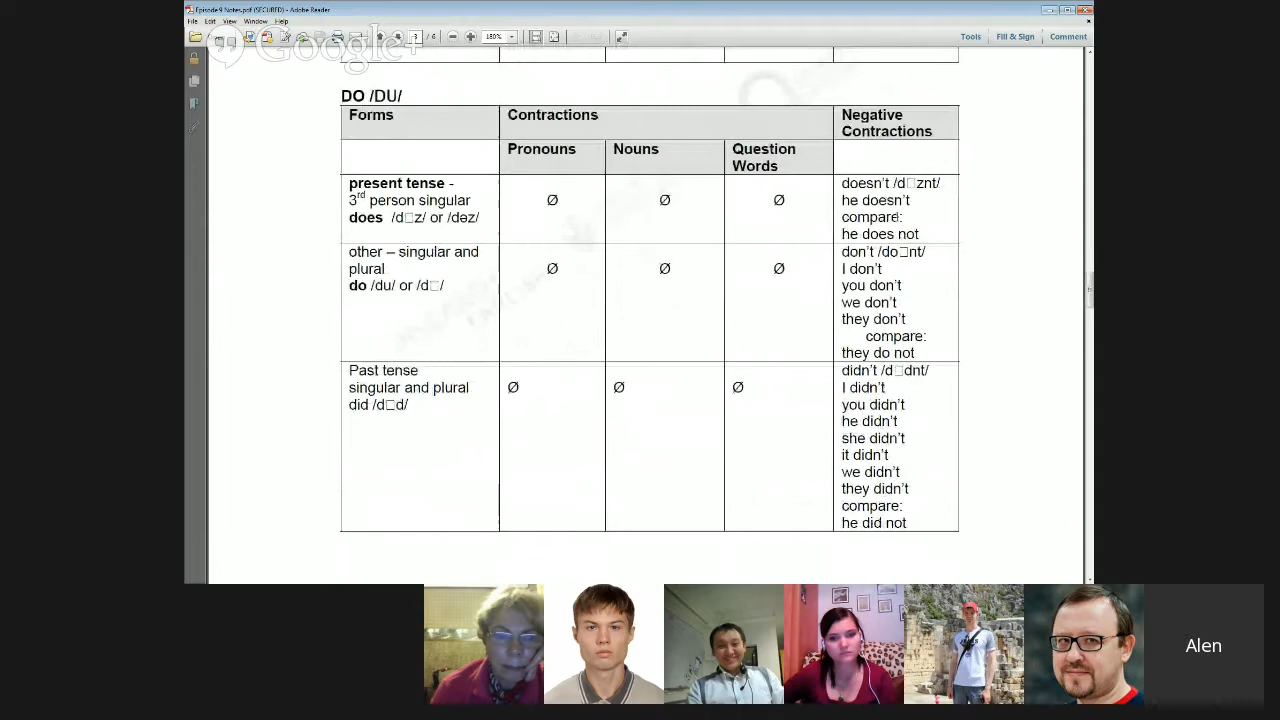 Episode 9 Notes.pdf (SECURED) - Adobe Reader
File Edit View Window Help
Google+
3 / 6 180% Tools Fill & Sign Comment
DO /DU/
Forms Contractions Negative Contractions
Pronouns Nouns Question Words
present tense -
3rd person singular
does /d□z/ or /dəz/
Ø Ø Ø
doesn't /d□znt/
he doesn't
compare:
he does not
other – singular and
plural
do /du/ or /d□/
Ø Ø Ø
don't /do□nt/
I don't
you don't
we don't
they don't
compare:
they do not
Past tense
singular and plural
did /d□d/
Ø Ø Ø
didn't /d□dnt/
I didn't
you didn't
he didn't
she didn't
it didn't
we didn't
they didn't
compare:
he did not
Alen